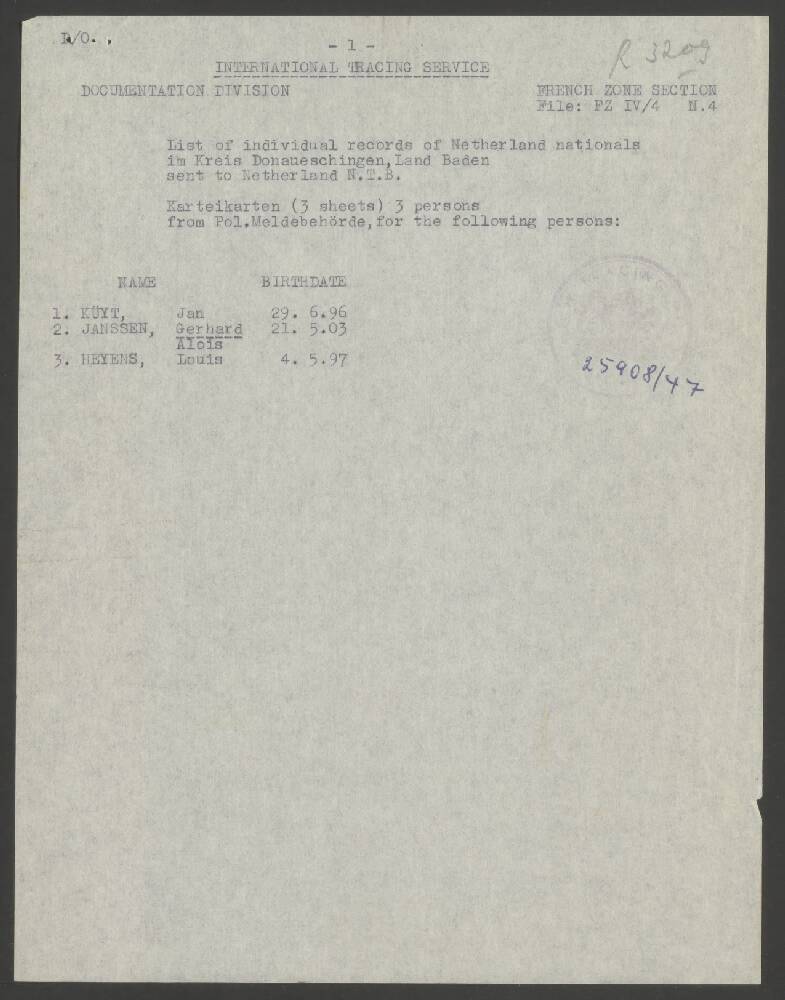 D/O. ,
- 1 -
R 3209
INTERNATIONAL TRACING SERVICE
DOCUMENTATION DIVISION FRENCH ZONE SECTION
File: FZ IV/4 N.4
List of individual records of Netherland nationals
im Kreis Donaueschingen,Land Baden
sent to Netherland N.T.B.
Karteikarten (3 sheets) 3 persons
from Pol.Meldebehörde,for the following persons:
NAME BIRTHDATE
1. KÜYT, Jan 29. 6.96
2. JANSSEN, Gerhard 21. 5.03
Alois
3. HEYENS, Louis 4. 5.97
25908/47